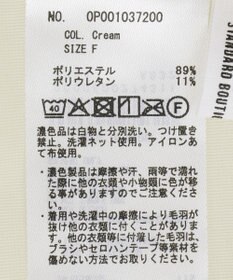 NO. OP001037200
COL. Cream
SIZE F
ポリエステル 89%
ポリウレタン 11%
40
F
濃色品は白物と分別洗い。つけ置き
禁止。洗濯ネット使用。アイロンあ
て布使用。
・濃色製品は摩擦や汗、雨等で濡れ
た際に他の衣類や小物類に色が移
る事がありますのでご注意くださ
い。
・着用や洗濯中の摩擦により毛羽が
抜けて他の衣類に付くことがありま
す。他の衣類等に付着した毛羽は、
ブラシやセロハンテープ等素材を傷
めない方法でお取りください。
STANDARD BOUTI